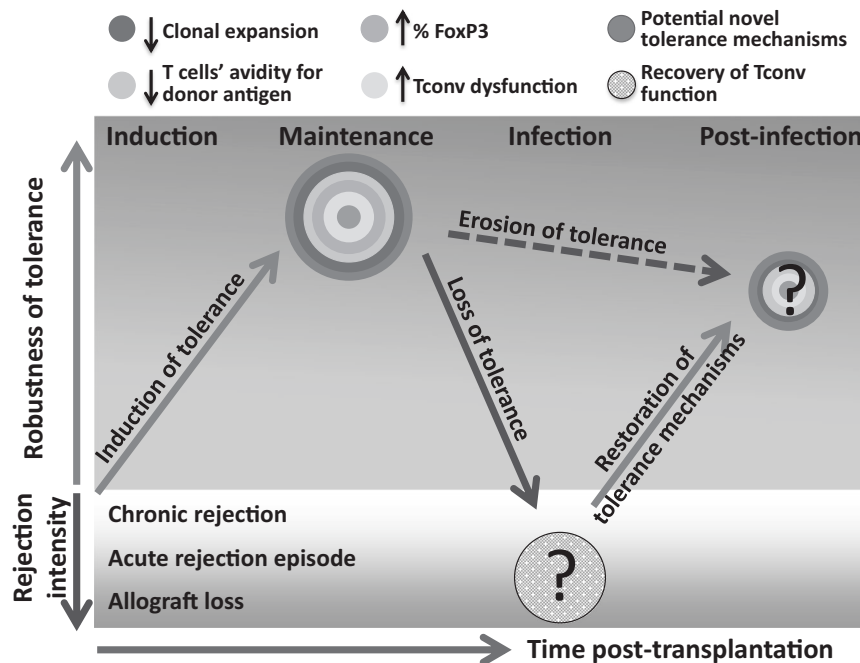 ↓ Clonal expansion
↑ % FoxP3
Potential novel
tolerance mechanisms
↓ T cells' avidity for
donor antigen
↑ Tconv dysfunction
Recovery of Tconv
function
Induction
Maintenance
Infection
Post-infection
Robustness of tolerance
Induction of tolerance
Erosion of tolerance
Loss of tolerance
Restoration of
tolerance mechanisms
?
Rejection
intensity
Chronic rejection
Acute rejection episode
Allograft loss
?
Time post-transplantation